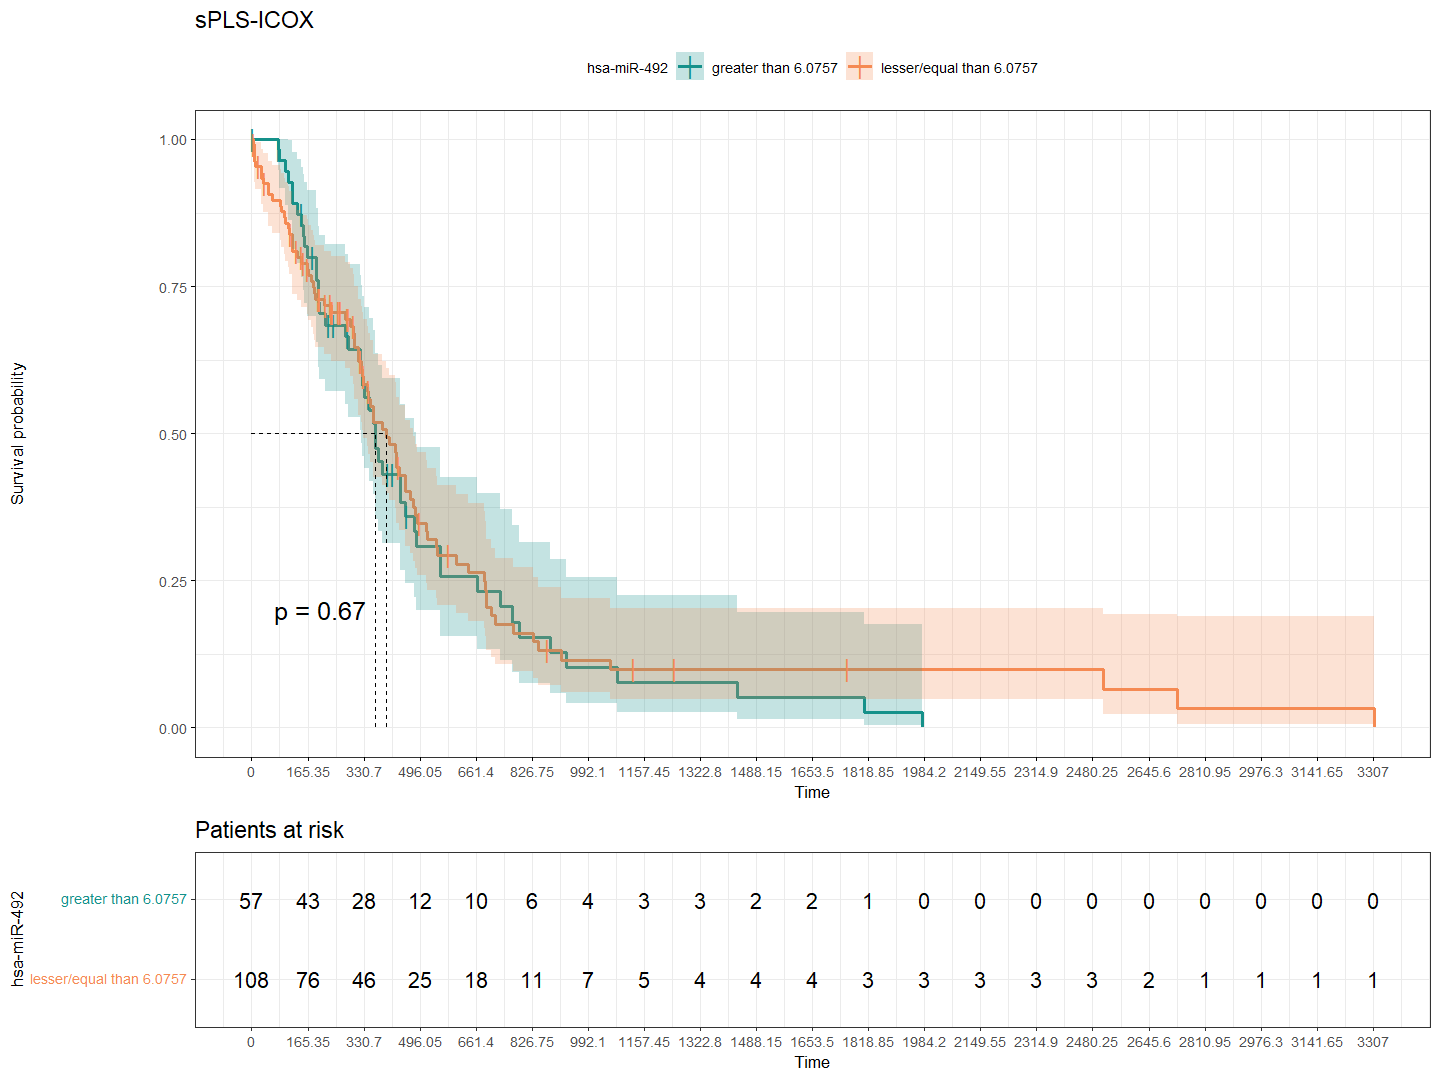 sPLS-ICOX
hsa-miR-492 greater than 6.0757 lesser/equal than 6.0757
Survival probability
1.00
0.75
0.50
0.25
0.00
p = 0.67
0 165.35 330.7 496.05 661.4 826.75 992.1 1157.45 1322.8 1488.15 1653.5 1818.85 1984.2 2149.55 2314.9 2480.25 2645.6 2810.95 2976.3 3141.65 3307
Time
Patients at risk
hsa-miR-492
greater than 6.0757 57 43 28 12 10 6 4 3 3 2 2 1 0 0 0 0 0 0 0 0 0
lesser/equal than 6.0757 108 76 46 25 18 11 7 5 4 4 4 3 3 3 3 3 2 1 1 1 1
0 165.35 330.7 496.05 661.4 826.75 992.1 1157.45 1322.8 1488.15 1653.5 1818.85 1984.2 2149.55 2314.9 2480.25 2645.6 2810.95 2976.3 3141.65 3307
Time